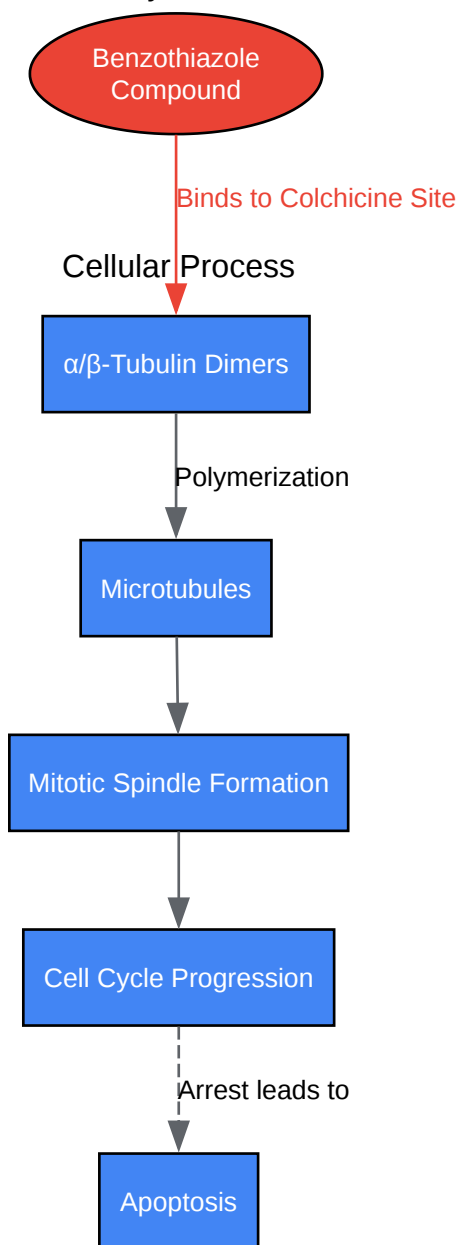 Benzothiazole
Compound
Binds to Colchicine Site
Cellular Process
α/β-Tubulin Dimers
Polymerization
Microtubules
Mitotic Spindle Formation
Cell Cycle Progression
Arrest leads to
Apoptosis